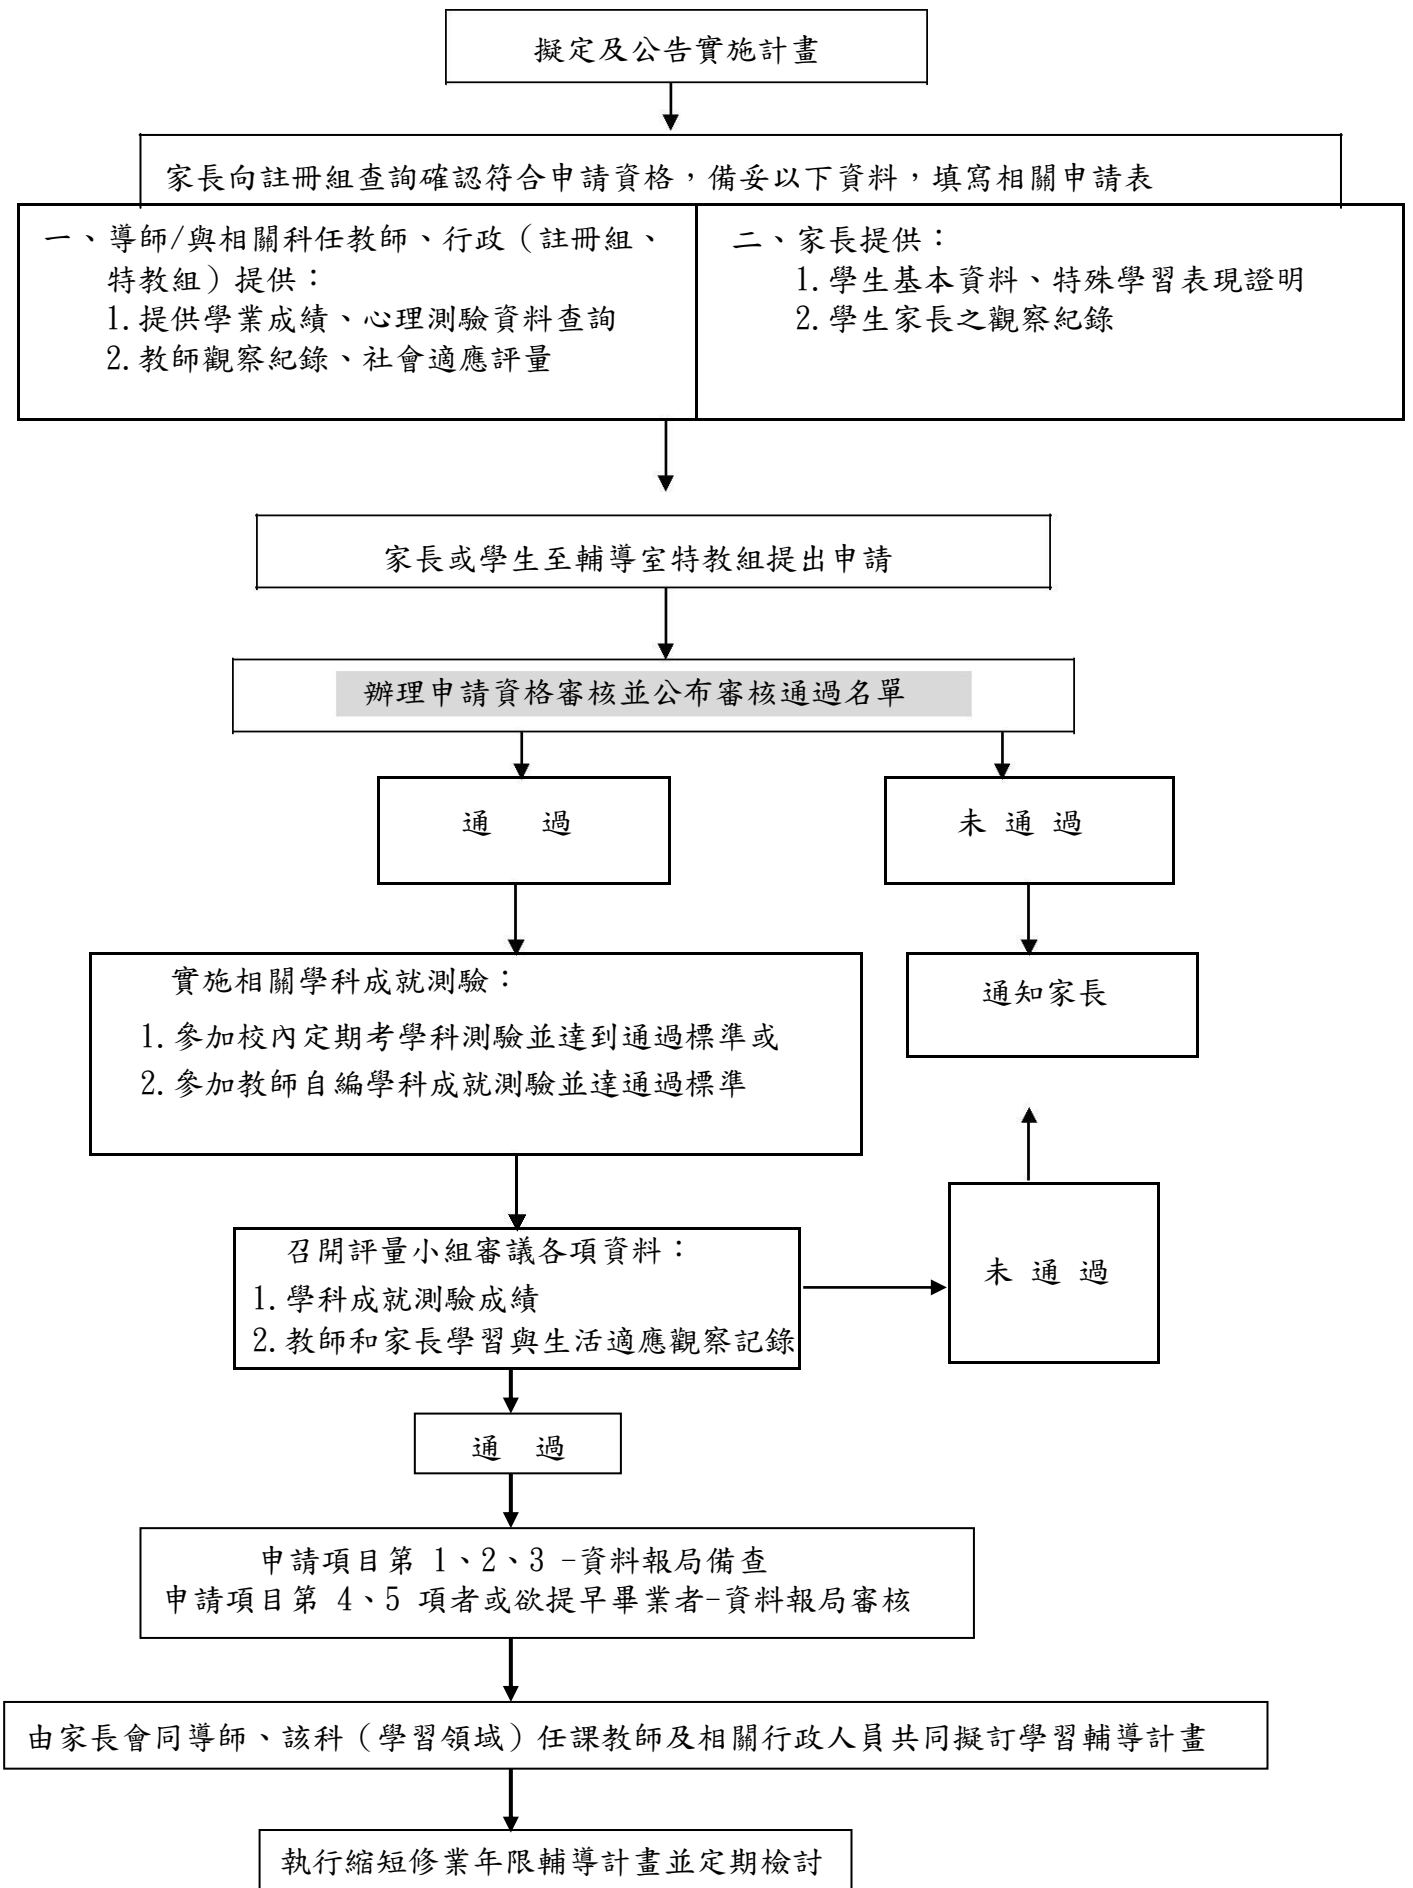 擬定及公告實施計畫
家長向註冊組查詢確認符合申請資格，備妥以下資料，填寫相關申請表
一、導師/與相關科任教師、行政（註冊組、
特教組）提供：
1.提供學業成績、心理測驗資料查詢
2.教師觀察紀錄、社會適應評量
二、家長提供：
1.學生基本資料、特殊學習表現證明
2.學生家長之觀察紀錄
家長或學生至輔導室特教組提出申請
辦理申請資格審核並公布審核通過名單
通 過
未 通 過
實施相關學科成就測驗：
1.參加校內定期考學科測驗並達到通過標準或
2.參加教師自編學科成就測驗並達通過標準
通知家長
召開評量小組審議各項資料：
1.學科成就測驗成績
2.教師和家長學習與生活適應觀察記錄
未 通 過
通 過
申請項目第 1、2、3 -資料報局備查
申請項目第 4、5 項者或欲提早畢業者-資料報局審核
由家長會同導師、該科（學習領域）任課教師及相關行政人員共同擬訂學習輔導計畫
執行縮短修業年限輔導計畫並定期檢討